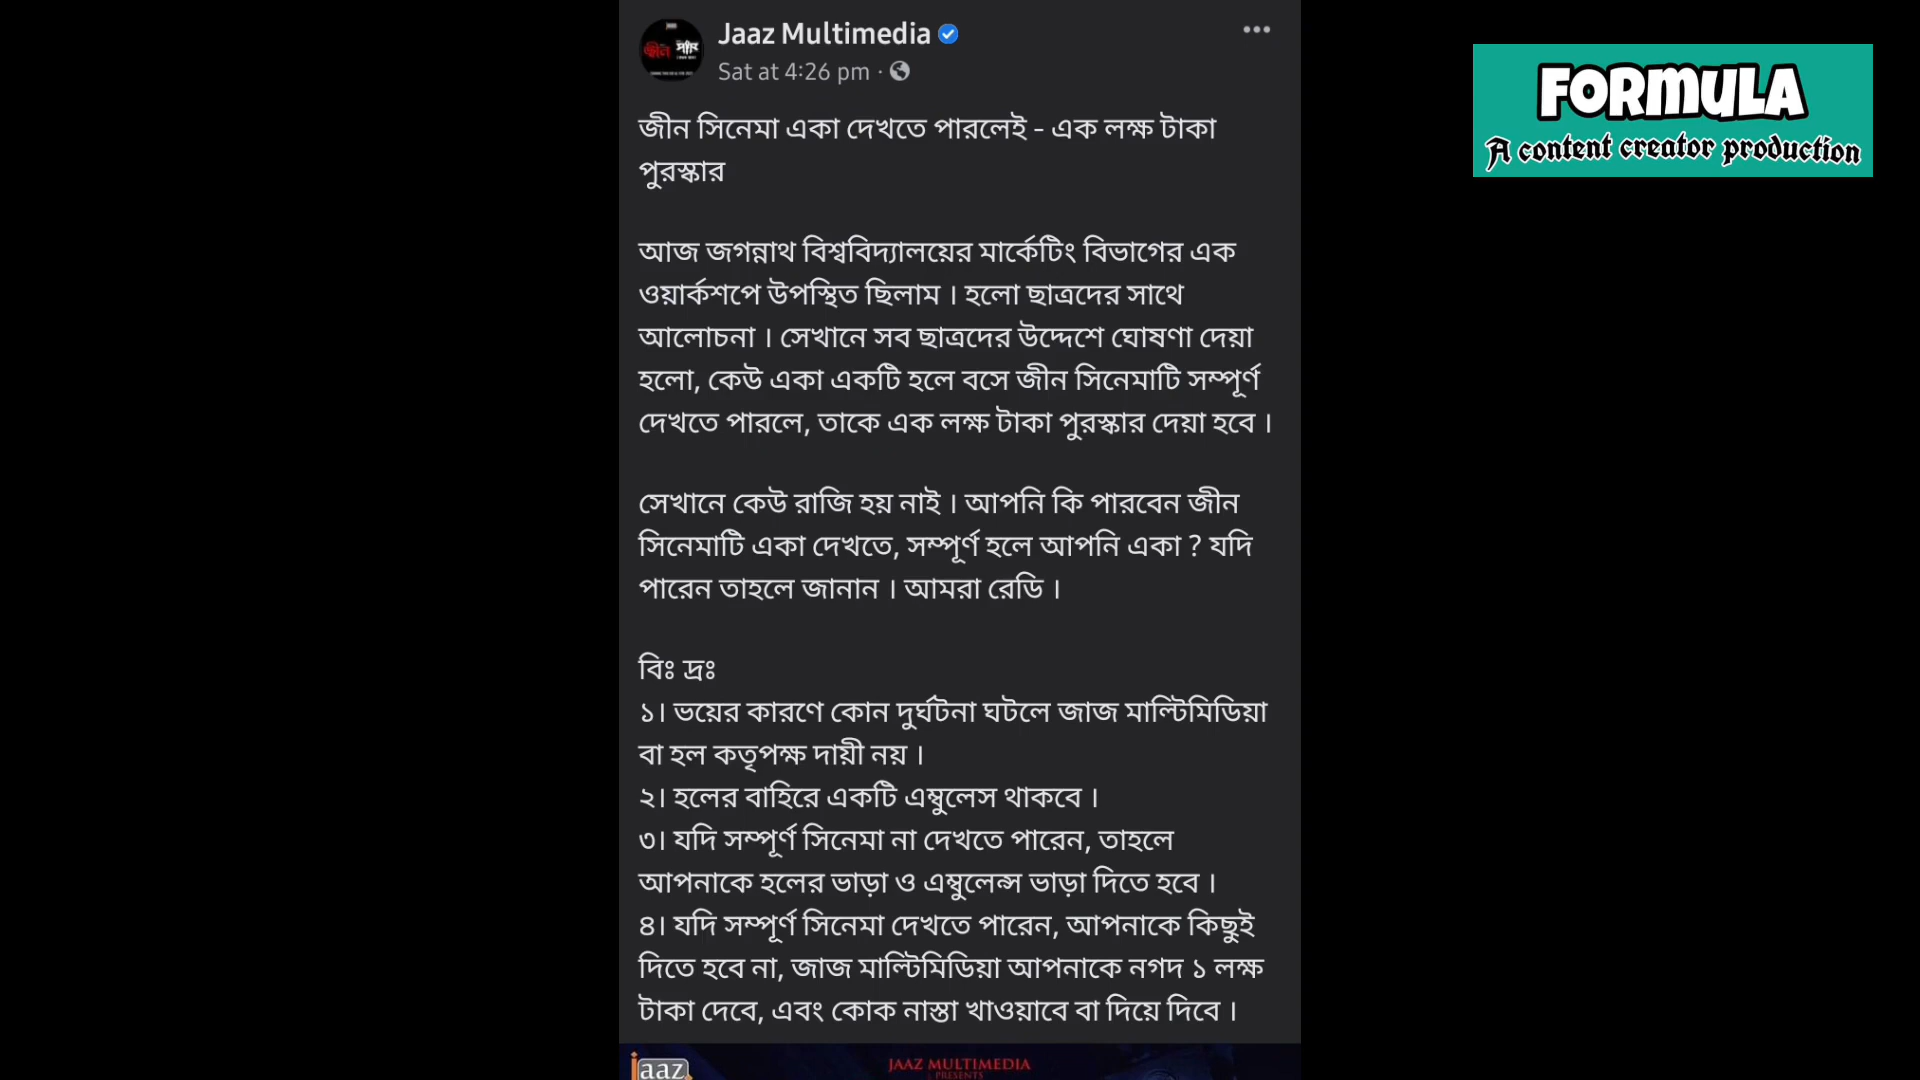 Jaaz Multimedia
Sat at 4:26 pm ·
জীন সিনেমা একা দেখতে পারলেই - এক লক্ষ টাকা
পুরস্কার
আজ জগন্নাথ বিশ্ববিদ্যালয়ের মার্কেটিং বিভাগের এক
ওয়ার্কশপে উপস্থিত ছিলাম । হলো ছাত্রদের সাথে
আলোচনা । সেখানে সব ছাত্রদের উদ্দেশে ঘোষণা দেয়া
হলো, কেউ একা একটি হলে বসে জীন সিনেমাটি সম্পূর্ণ
দেখতে পারলে, তাকে এক লক্ষ টাকা পুরস্কার দেয়া হবে ।
সেখানে কেউ রাজি হয় নাই । আপনি কি পারবেন জীন
সিনেমাটি একা দেখতে, সম্পূর্ণ হলে আপনি একা ? যদি
পারেন তাহলে জানান । আমরা রেডি ।
বিঃ দ্রঃ
১। ভয়ের কারণে কোন দুর্ঘটনা ঘটলে জাজ মাল্টিমিডিয়া
বা হল কতৃপক্ষ দায়ী নয় ।
২। হলের বাহিরে একটি এম্বুলেস থাকবে ।
৩। যদি সম্পূর্ণ সিনেমা না দেখতে পারেন, তাহলে
আপনাকে হলের ভাড়া ও এম্বুলেন্স ভাড়া দিতে হবে ।
৪। যদি সম্পূর্ণ সিনেমা দেখতে পারেন, আপনাকে কিছুই
দিতে হবে না, জাজ মাল্টিমিডিয়া আপনাকে নগদ ১ লক্ষ
টাকা দেবে, এবং কোক নাস্তা খাওয়াবে বা দিয়ে দিবে ।
jaaz
JAAZ MULTIMEDIA
PRESENTS
FORMULA
A content creator production